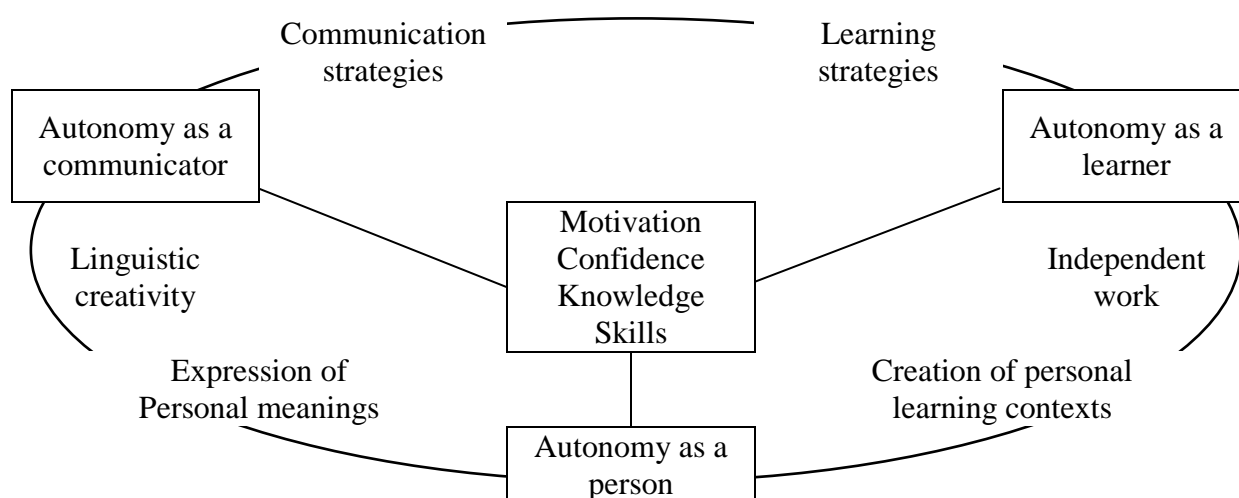 Communication
strategies
Learning
strategies
Autonomy as a
communicator
Autonomy as a
learner
Motivation
Confidence
Knowledge
Skills
Linguistic
creativity
Independent
work
Expression of
Personal meanings
Creation of personal
learning contexts
Autonomy as a
person